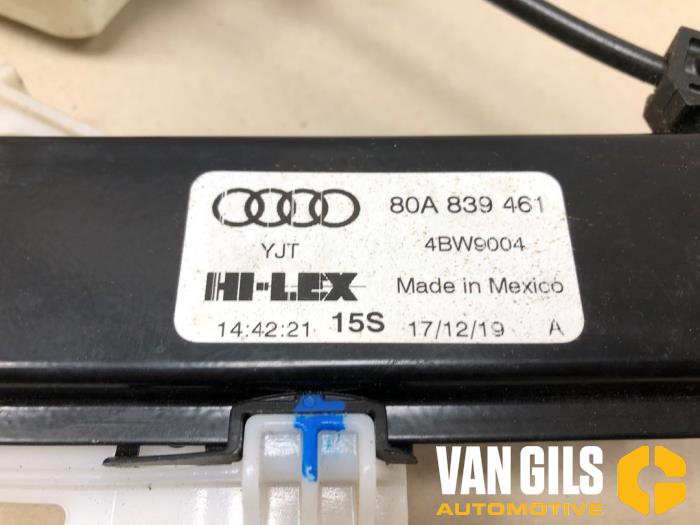 80A 839 461
YJT 4BW9004
HI-LEX Made in Mexico
14:42:21 15S 17/12/19 A
VAN GILS
AUTOMOTIVE